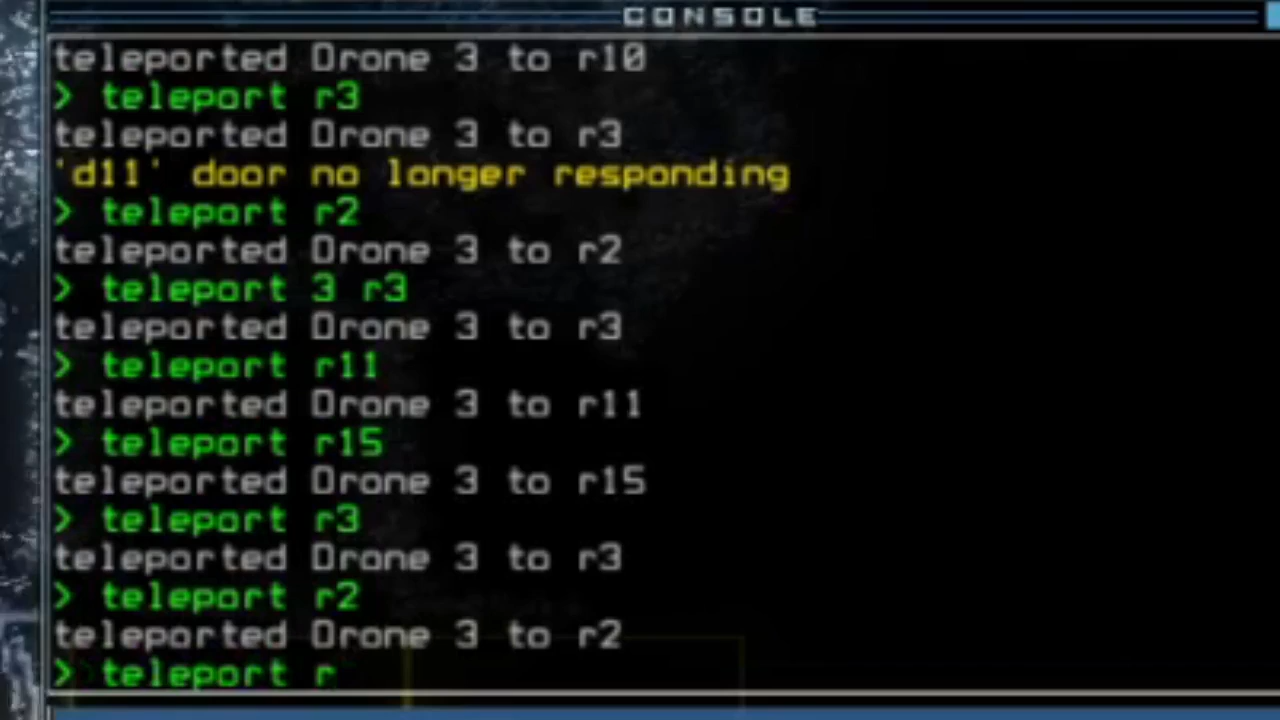 CONSOLE
teleported Drone 3 to r10
> teleport r3
teleported Drone 3 to r3
'd11' door no longer responding
> teleport r2
teleported Drone 3 to r2
> teleport 3 r3
teleported Drone 3 to r3
> teleport r11
teleported Drone 3 to r11
> teleport r15
teleported Drone 3 to r15
> teleport r3
teleported Drone 3 to r3
> teleport r2
teleported Drone 3 to r2
> teleport r